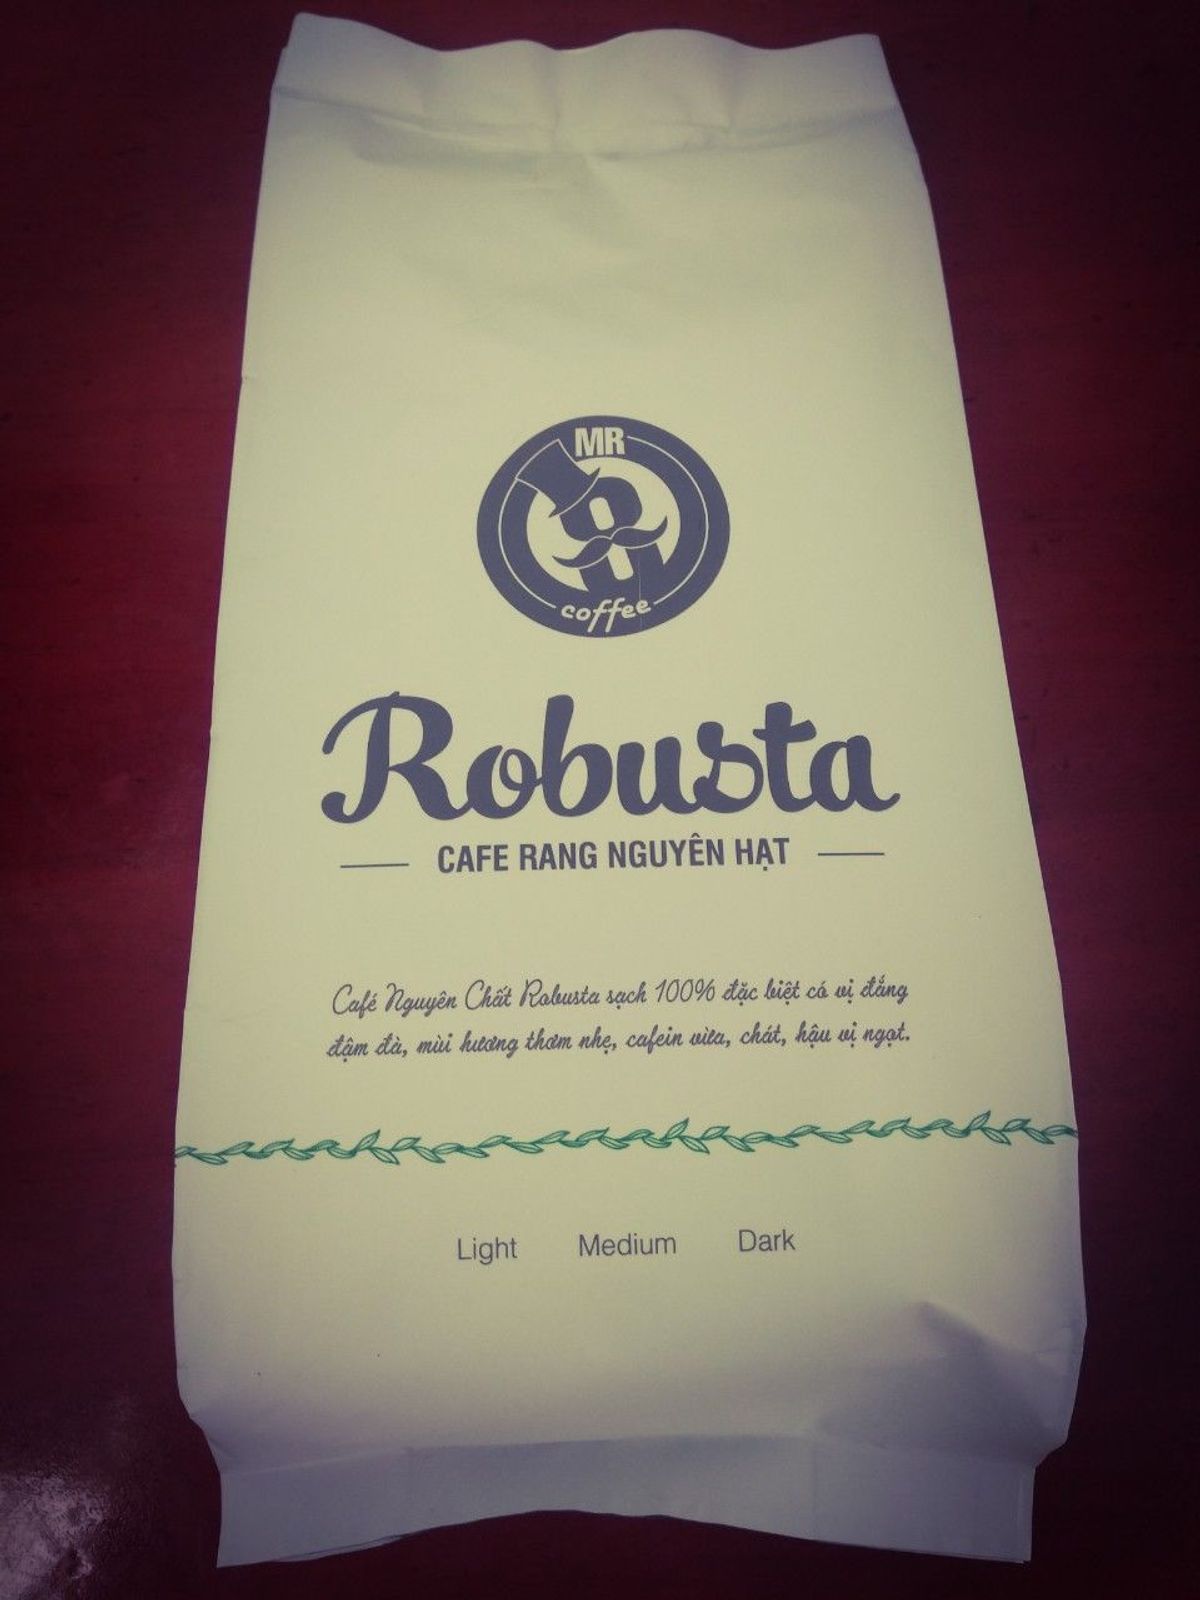 MR
8
coffee
Robusta
CAFE RANG NGUYÊN HẠT
Café Nguyên Chất Robusta sạch 100% đặc biệt có vị đắng
đậm đà, mùi hương thơm nhẹ, cafein vừa, chát, hậu vị ngọt.
Light Medium Dark